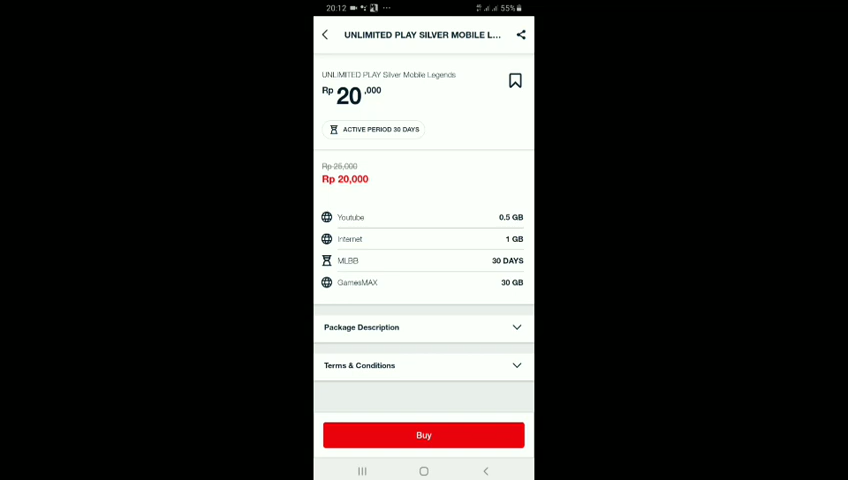 20:12 55%
UNLIMITED PLAY SILVER MOBILE L...
UNLIMITED PLAY Silver Mobile Legends
Rp 20 ,000
ACTIVE PERIOD 30 DAYS
Rp 25,000
Rp 20,000
Youtube 0.5 GB
Internet 1 GB
MLBB 30 DAYS
GamesMAX 30 GB
Package Description
Terms & Conditions
Buy